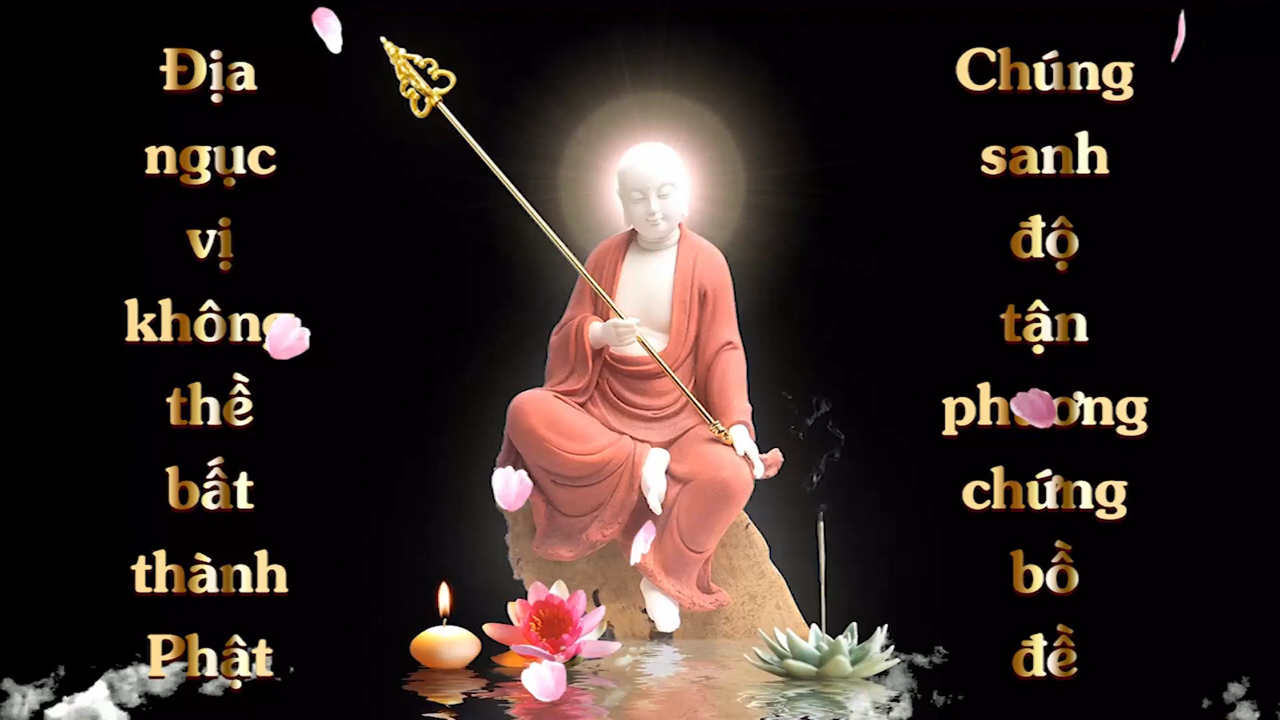 Địa
ngục
vị
không
thề
bất
thành
Phật
Chúng
sanh
độ
tận
phương
chứng
bồ
đề